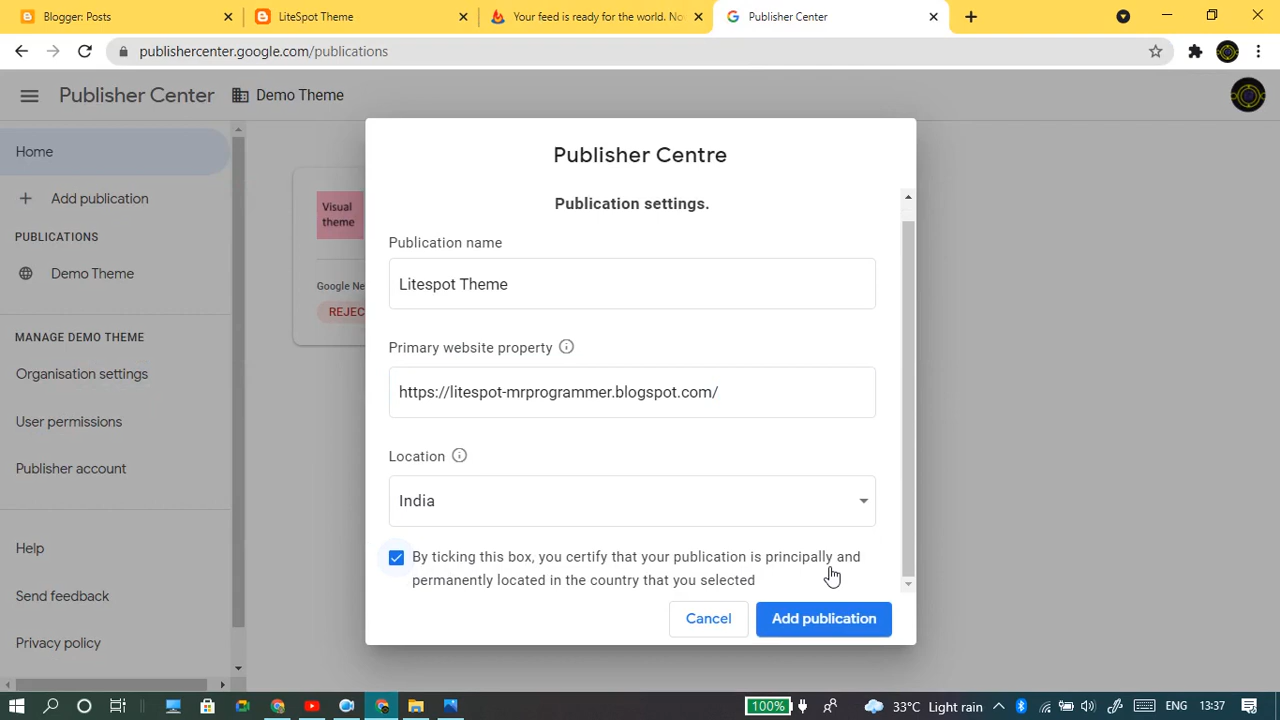 Blogger: Posts
LiteSpot Theme
Your feed is ready for the world. No
Publisher Center
publishercenter.google.com/publications
Publisher Center
Demo Theme
Home
Add publication
PUBLICATIONS
Demo Theme
MANAGE DEMO THEME
Organisation settings
User permissions
Publisher account
Help
Send feedback
Privacy policy
Visual
theme
Google Ne
REJEC
Publisher Centre
Publication settings.
Publication name
Litespot Theme
Primary website property
https://litespot-mrprogrammer.blogspot.com/
Location
India
By ticking this box, you certify that your publication is principally and
permanently located in the country that you selected
Cancel
Add publication
100%
33°C Light rain
ENG
13:37